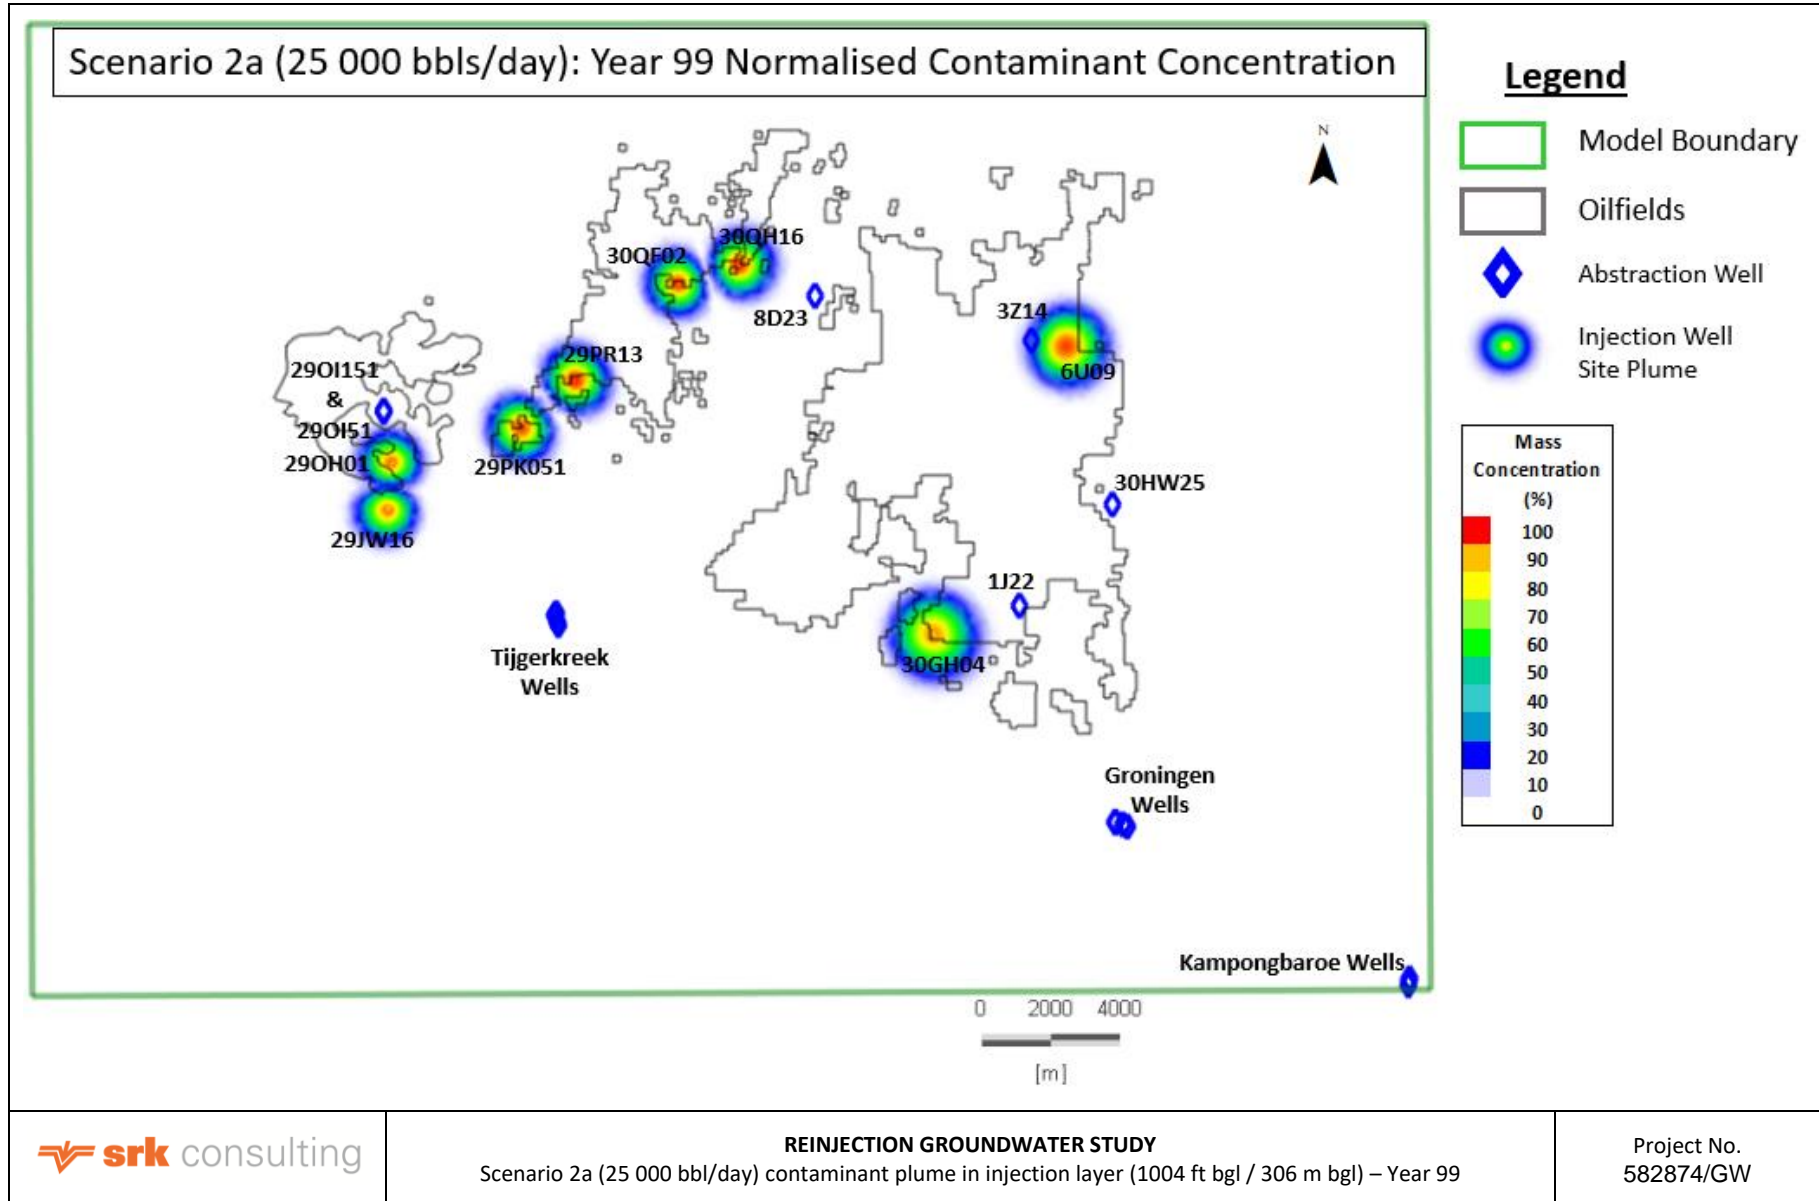 Scenario 2a (25 000 bbls/day): Year 99 Normalised Contaminant Concentration
Legend
Model Boundary
Oilfields
Abstraction Well
Injection Well
Site Plume
Mass
Concentration
(%)
100
90
80
70
60
50
40
30
20
10
0
N
30QH16
30QF02
8D23
3Z14
6U09
29PR13
29OI151
&
29OI51
29OH01
29PK051
29JW16
30HW25
1J22
30GH04
Tijgerkreek
Wells
Groningen
Wells
Kampongbaroe Wells
0 2000 4000
[m]
srk consulting
REINJECTION GROUNDWATER STUDY
Scenario 2a (25 000 bbl/day) contaminant plume in injection layer (1004 ft bgl / 306 m bgl) – Year 99
Project No.
582874/GW